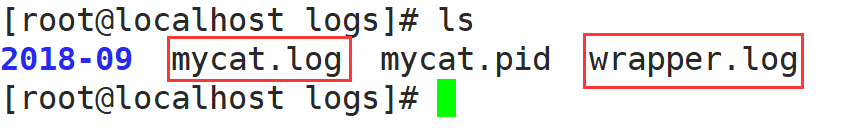 [root@localhost logs]# ls
2018-09 mycat.log mycat.pid wrapper.log
[root@localhost logs]#